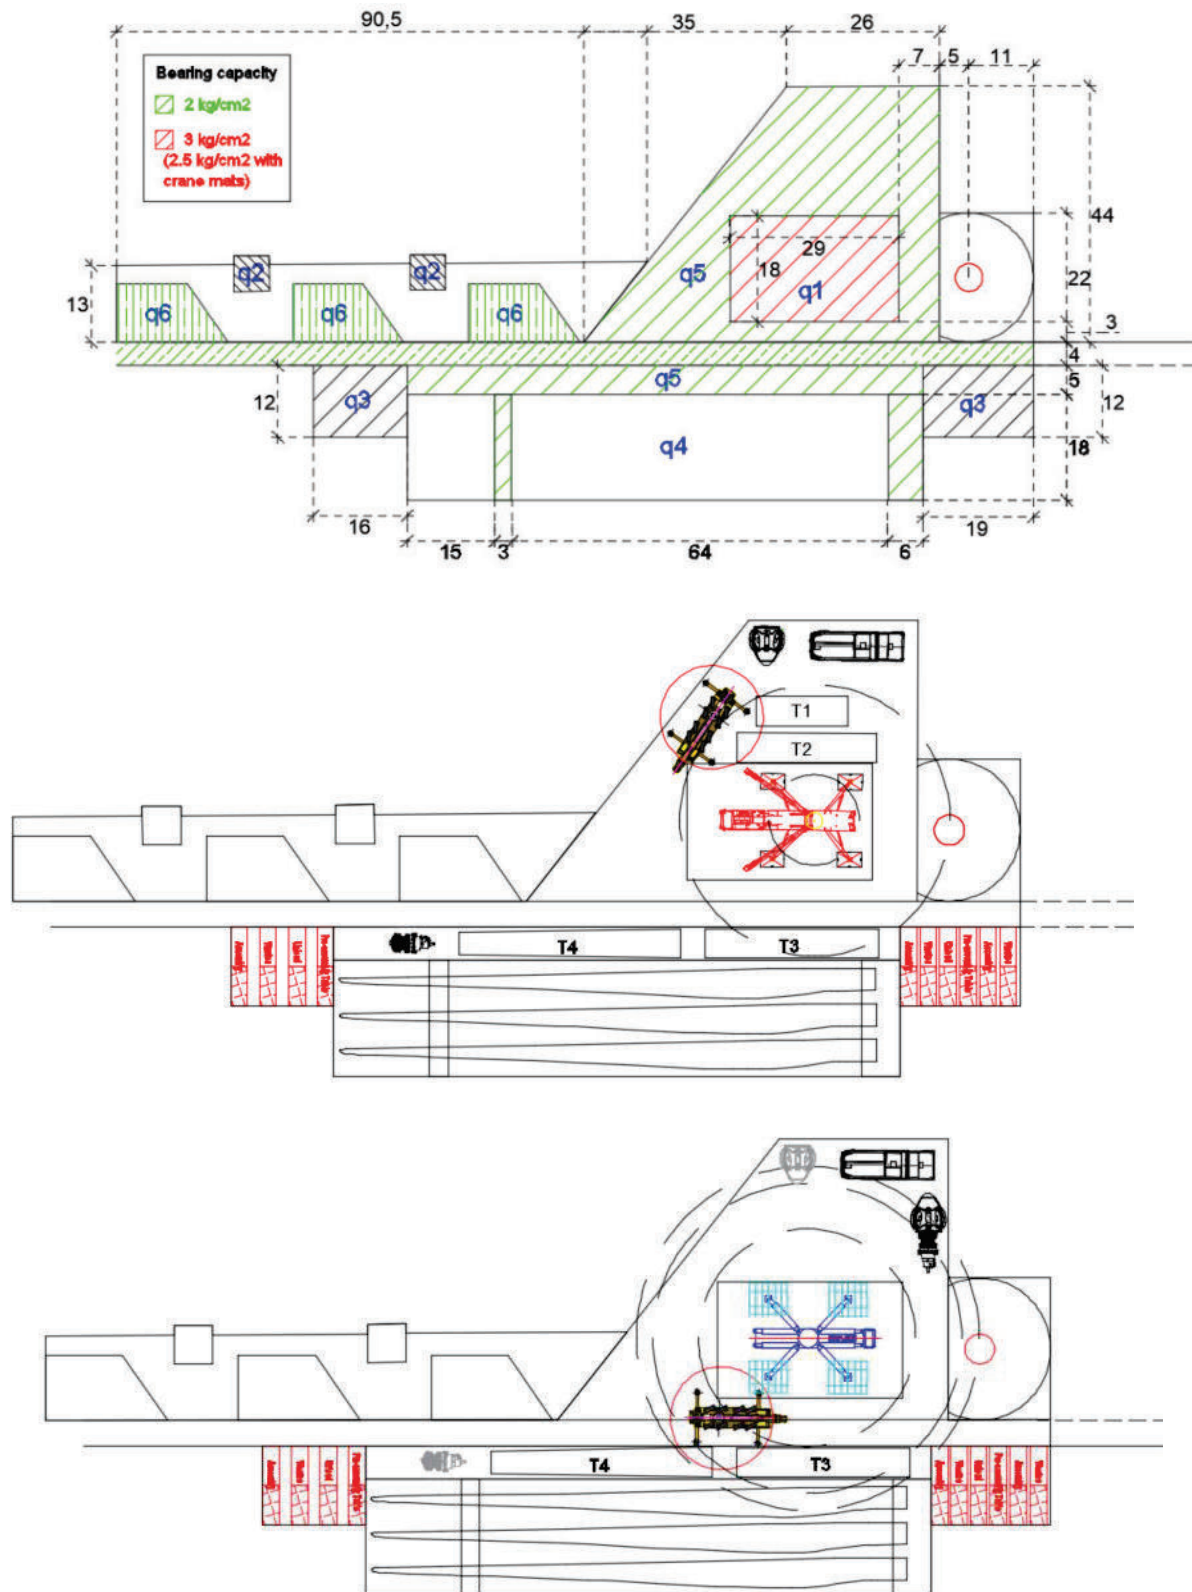 90,5
35
26
7
5
11
Bearing capacity
2 kg/cm2
3 kg/cm2
(2.5 kg/cm2 with
crane mats)
44
29
18
q5
q1
22
q2
q2
13
q6
q6
q6
3
4
q5
5
12
q3
q3
12
q4
18
16
19
15
3
64
6
T1
T2
T4
T3
T4
T3